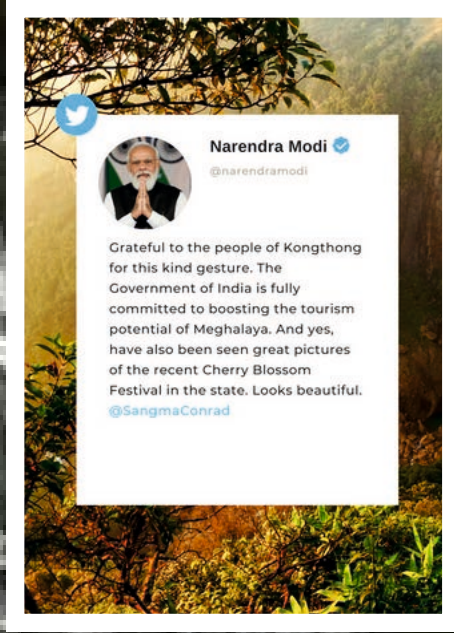 Narendra Modi
@narendramodi
Grateful to the people of Kongthong
for this kind gesture. The
Government of India is fully
committed to boosting the tourism
potential of Meghalaya. And yes,
have also been seen great pictures
of the recent Cherry Blossom
Festival in the state. Looks beautiful.
@SangmaConrad